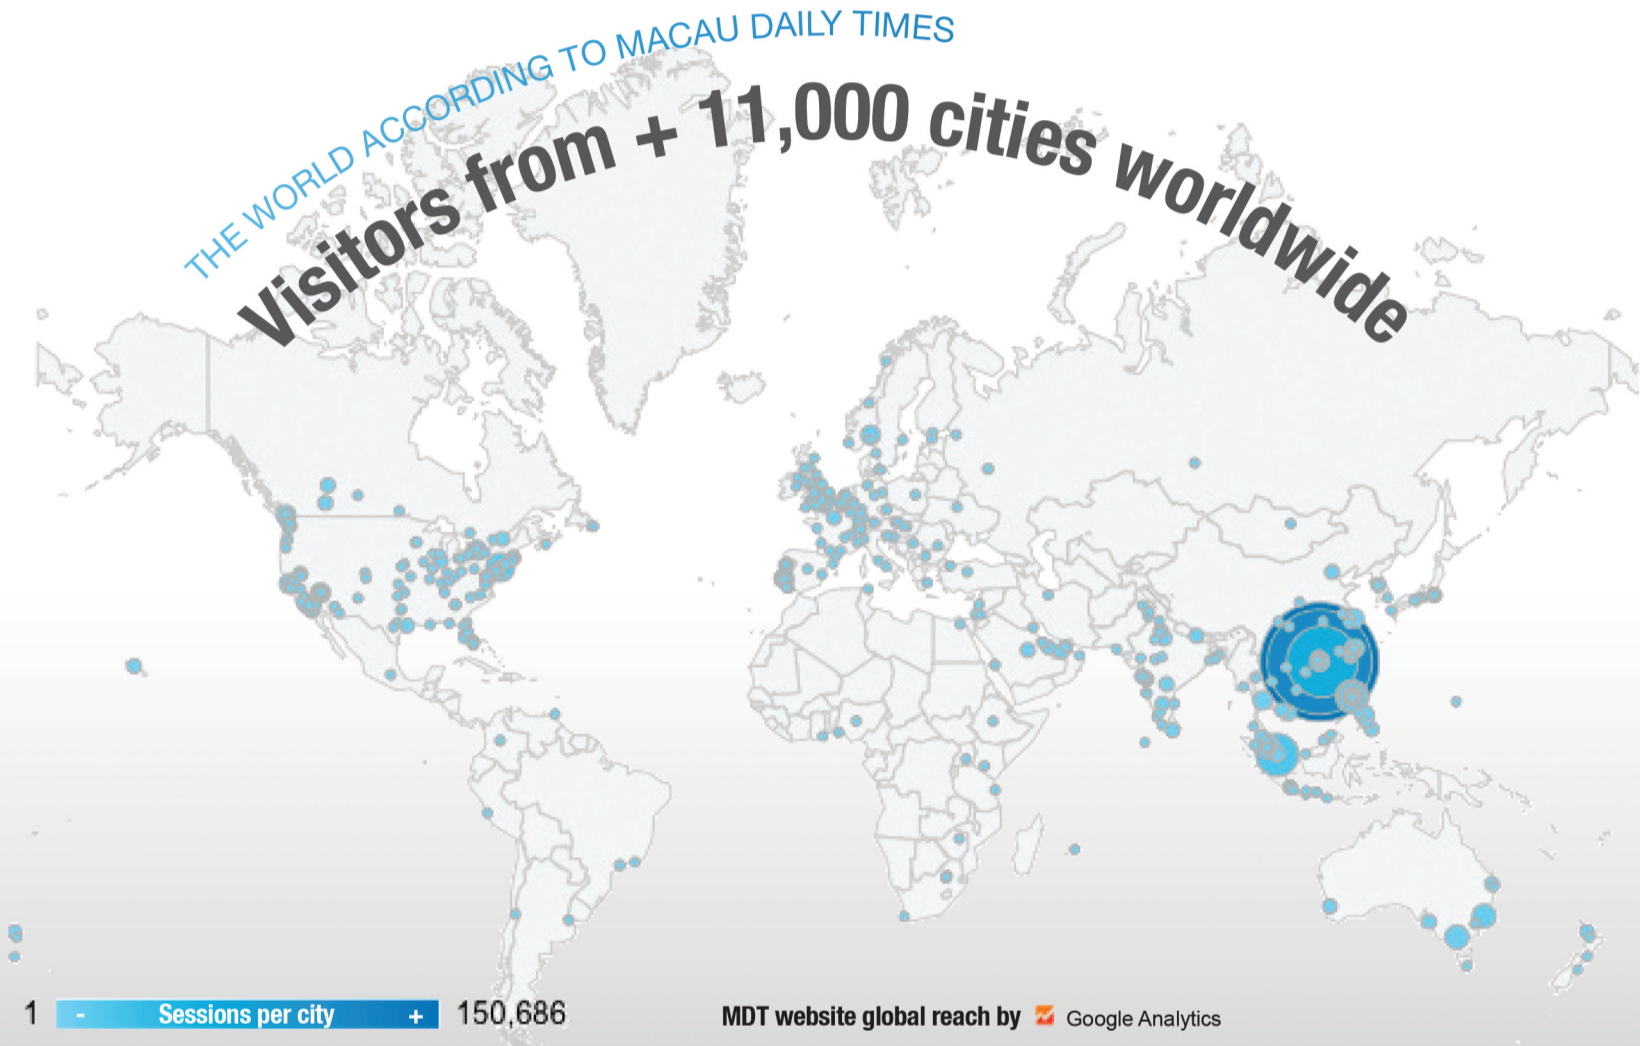 THE WORLD ACCORDING TO MACAU DAILY TIMES
Visitors from + 11,000 cities worldwide
1 - Sessions per city + 150,686
MDT website global reach by Google Analytics